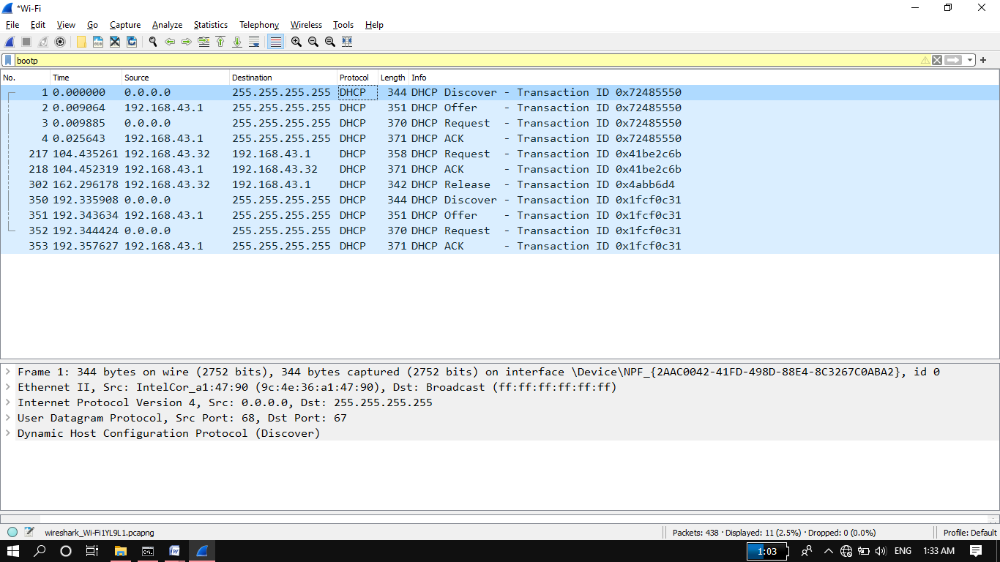 *Wi-Fi
File Edit View Go Capture Analyze Statistics Telephony Wireless Tools Help
bootp
No. Time Source Destination Protocol Length Info
1 0.000000 0.0.0.0 255.255.255.255 DHCP 344 DHCP Discover - Transaction ID 0x72485550
2 0.009064 192.168.43.1 255.255.255.255 DHCP 351 DHCP Offer - Transaction ID 0x72485550
3 0.009885 0.0.0.0 255.255.255.255 DHCP 370 DHCP Request - Transaction ID 0x72485550
4 0.025643 192.168.43.1 255.255.255.255 DHCP 371 DHCP ACK - Transaction ID 0x72485550
217 104.435261 192.168.43.32 192.168.43.1 DHCP 358 DHCP Request - Transaction ID 0x41be2c6b
218 104.452319 192.168.43.1 192.168.43.32 DHCP 371 DHCP ACK - Transaction ID 0x41be2c6b
302 162.296178 192.168.43.32 192.168.43.1 DHCP 342 DHCP Release - Transaction ID 0x4abb6d4
350 192.335908 0.0.0.0 255.255.255.255 DHCP 344 DHCP Discover - Transaction ID 0x1fcf0c31
351 192.343634 192.168.43.1 255.255.255.255 DHCP 351 DHCP Offer - Transaction ID 0x1fcf0c31
352 192.344424 0.0.0.0 255.255.255.255 DHCP 370 DHCP Request - Transaction ID 0x1fcf0c31
353 192.357627 192.168.43.1 255.255.255.255 DHCP 371 DHCP ACK - Transaction ID 0x1fcf0c31
Frame 1: 344 bytes on wire (2752 bits), 344 bytes captured (2752 bits) on interface \Device\NPF_{2AAC0042-41FD-498D-88E4-8C3267C0ABA2}, id 0
Ethernet II, Src: IntelCor_a1:47:90 (9c:4e:36:a1:47:90), Dst: Broadcast (ff:ff:ff:ff:ff:ff)
Internet Protocol Version 4, Src: 0.0.0.0, Dst: 255.255.255.255
User Datagram Protocol, Src Port: 68, Dst Port: 67
Dynamic Host Configuration Protocol (Discover)
wireshark_Wi-Fi1YL9L1.pcapng Packets: 438 · Displayed: 11 (2.5%) · Dropped: 0 (0.0%) Profile: Default
1:03 ENG 1:33 AM